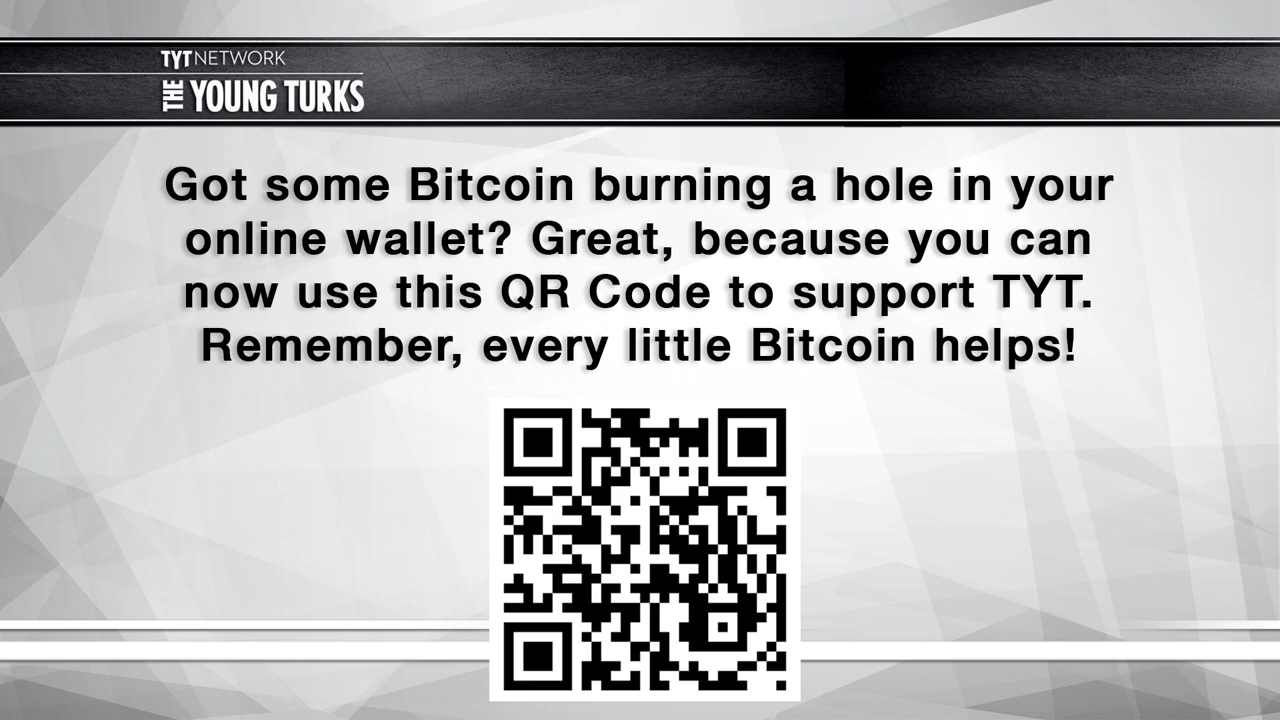 TYT NETWORK
THE YOUNG TURKS
Got some Bitcoin burning a hole in your
online wallet? Great, because you can
now use this QR Code to support TYT.
Remember, every little Bitcoin helps!